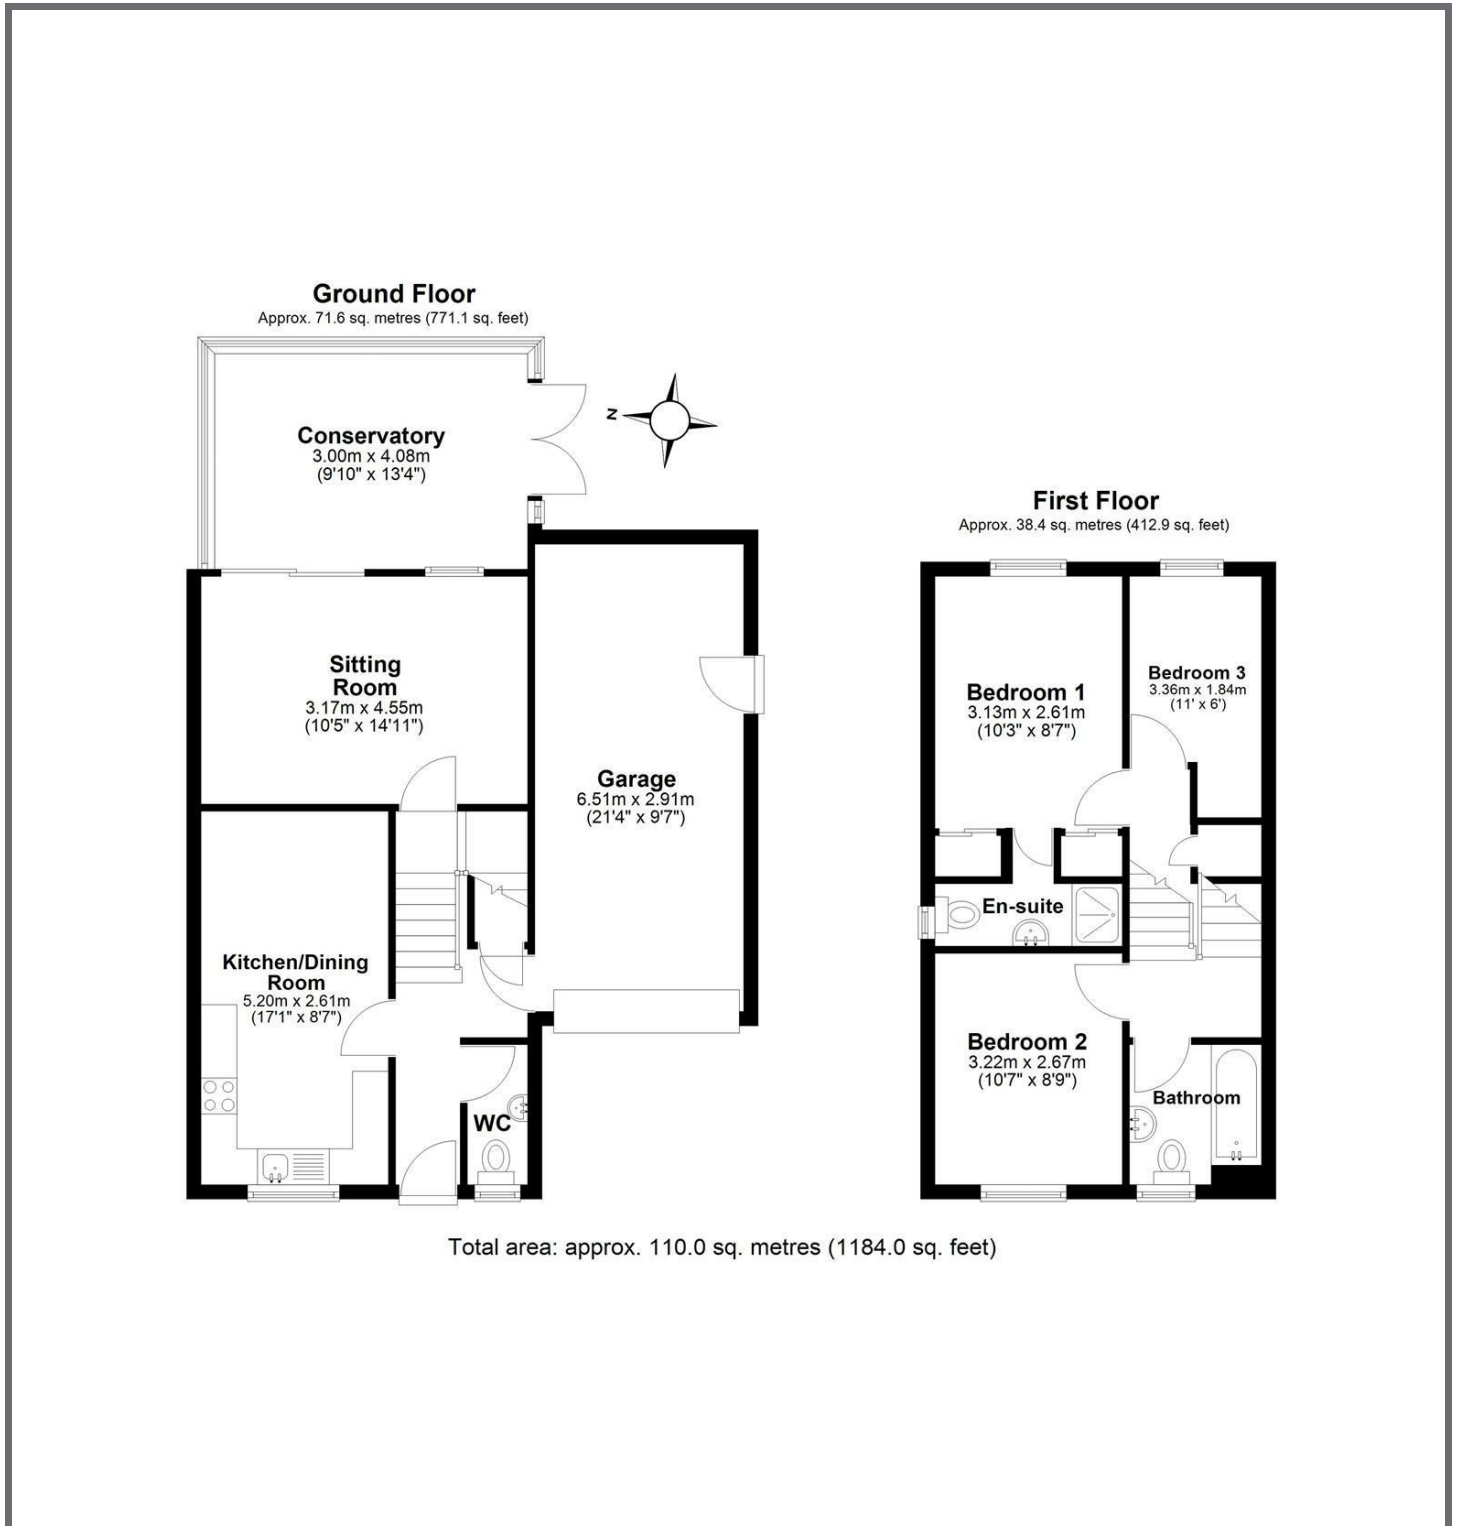 Ground Floor
Approx. 71.6 sq. metres (771.1 sq. feet)
Conservatory
3.00m x 4.08m
(9'10" x 13'4")
N
Sitting
Room
3.17m x 4.55m
(10'5" x 14'11")
Garage
6.51m x 2.91m
(21'4" x 9'7")
Kitchen/Dining
Room
5.20m x 2.61m
(17'1" x 8'7")
WC
First Floor
Approx. 38.4 sq. metres (412.9 sq. feet)
Bedroom 1
3.13m x 2.61m
(10'3" x 8'7")
Bedroom 3
3.36m x 1.84m
(11' x 6')
En-suite
Bedroom 2
3.22m x 2.67m
(10'7" x 8'9")
Bathroom
Total area: approx. 110.0 sq. metres (1184.0 sq. feet)